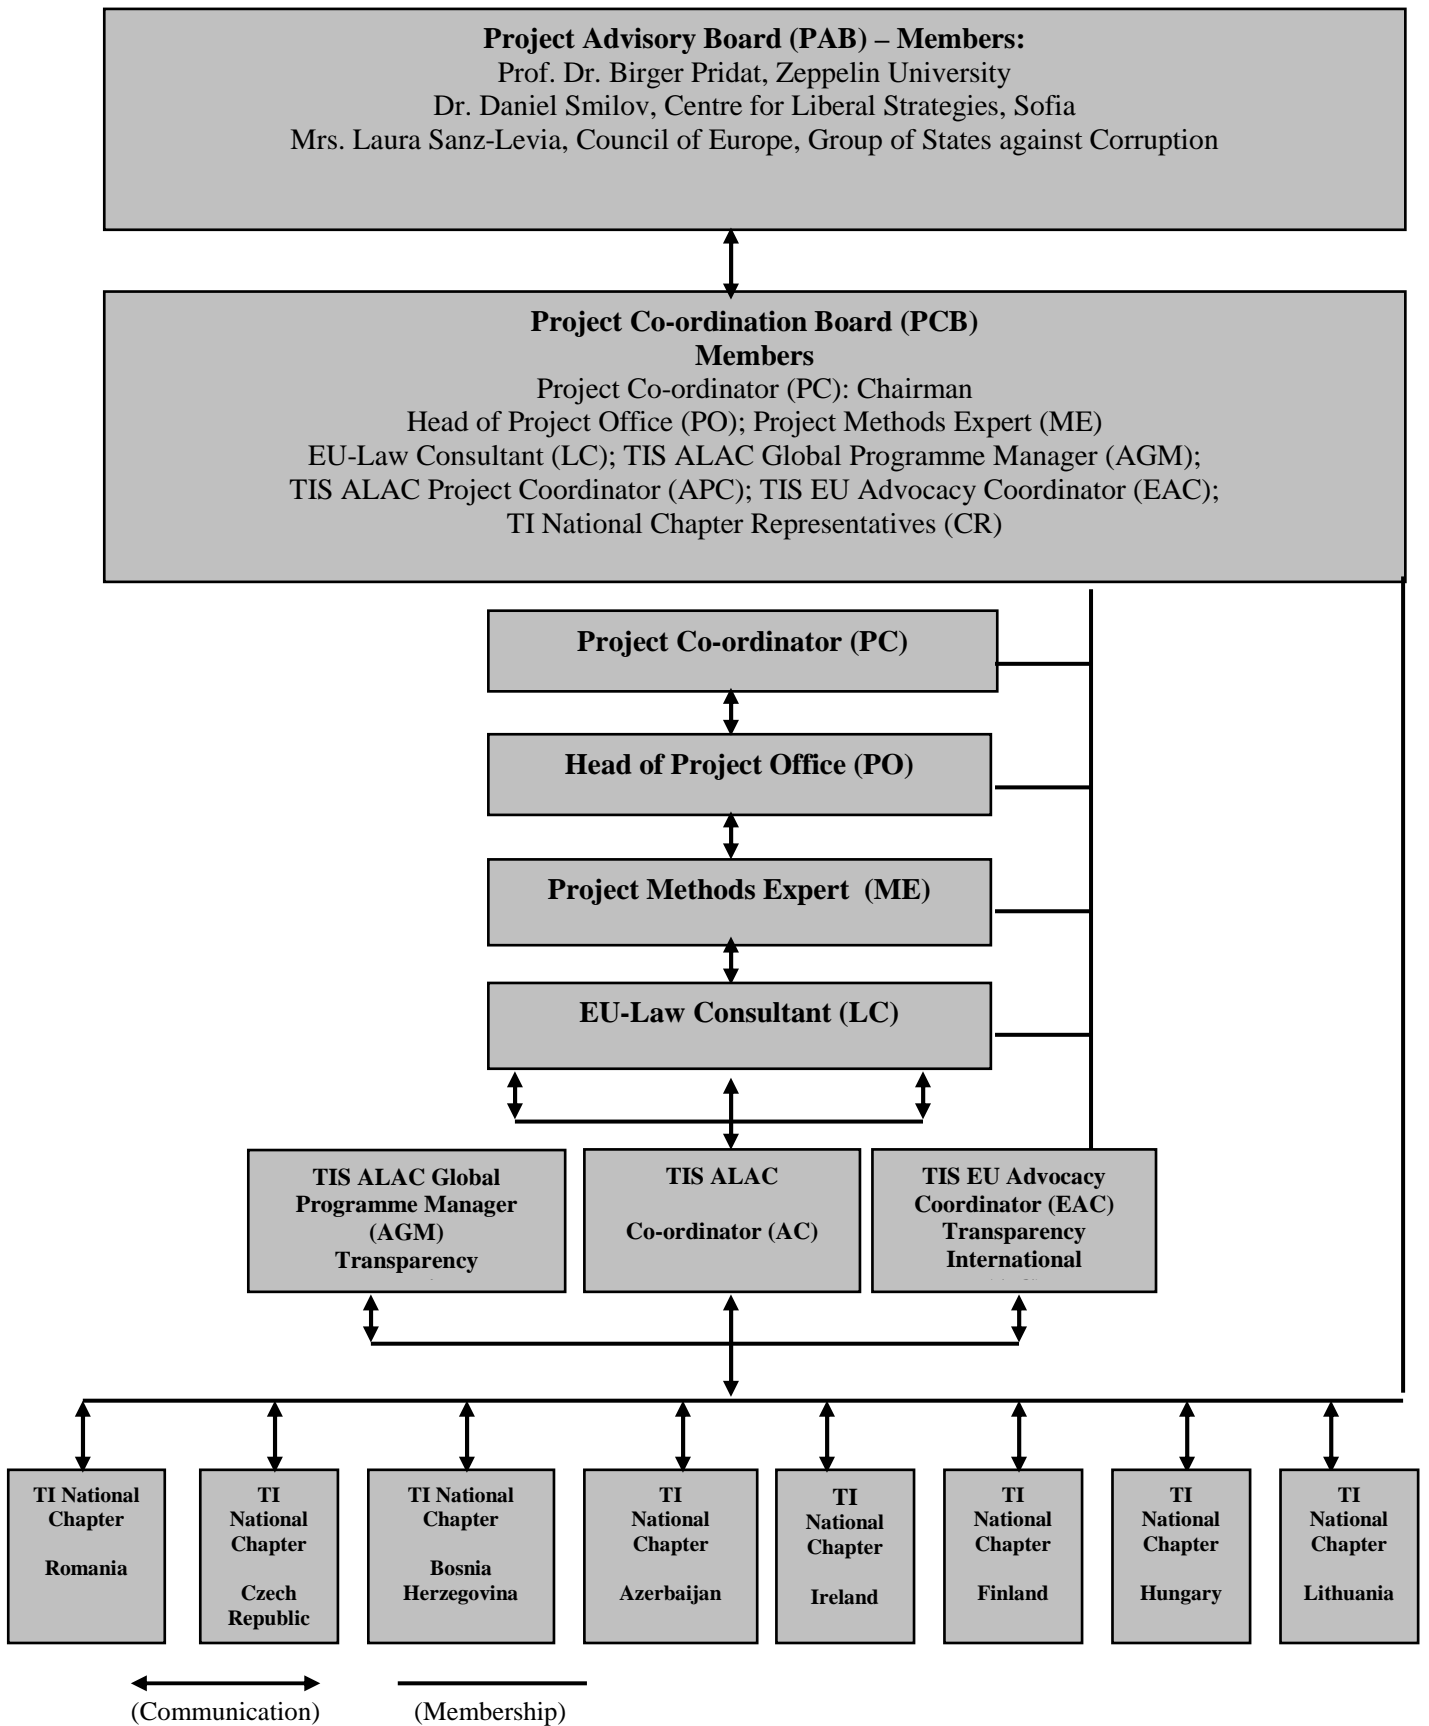 Project Advisory Board (PAB) – Members:
Prof. Dr. Birger Pridat, Zeppelin University
Dr. Daniel Smilov, Centre for Liberal Strategies, Sofia
Mrs. Laura Sanz-Levia, Council of Europe, Group of States against Corruption
Project Co-ordination Board (PCB)
Members
Project Co-ordinator (PC): Chairman
Head of Project Office (PO); Project Methods Expert (ME)
EU-Law Consultant (LC); TIS ALAC Global Programme Manager (AGM);
TIS ALAC Project Coordinator (APC); TIS EU Advocacy Coordinator (EAC);
TI National Chapter Representatives (CR)
Project Co-ordinator (PC)
Head of Project Office (PO)
Project Methods Expert (ME)
EU-Law Consultant (LC)
TIS ALAC Global
Programme Manager
(AGM)
Transparency
TIS ALAC
Co-ordinator (AC)
TIS EU Advocacy
Coordinator (EAC)
Transparency
International
TI National
Chapter
Romania
TI
National
Chapter
Czech
Republic
TI National
Chapter
Bosnia
Herzegovina
TI
National
Chapter
Azerbaijan
TI
National
Chapter
Ireland
TI
National
Chapter
Finland
TI
National
Chapter
Hungary
TI
National
Chapter
Lithuania
(Communication)
(Membership)